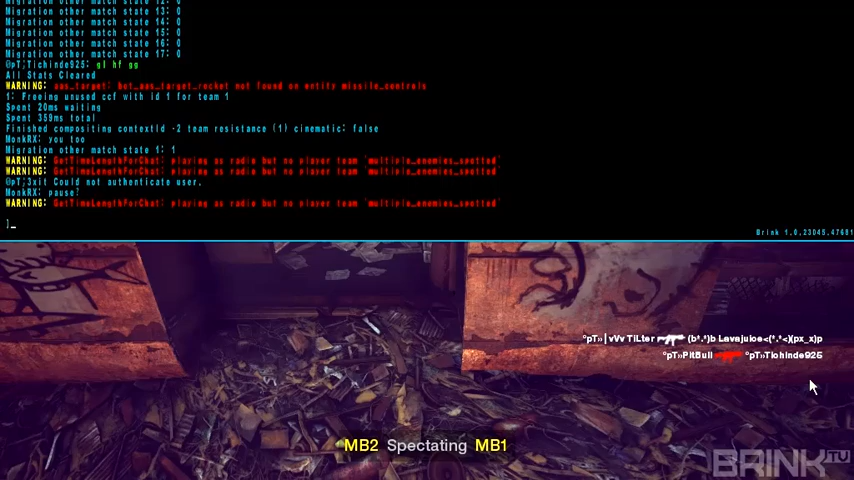 Migration other match state 12: 0
Migration other match state 13: 0
Migration other match state 14: 0
Migration other match state 15: 0
Migration other match state 16: 0
Migration other match state 17: 0
@pT;Tichinde925: gl hf gg
All Stats Cleared
WARNING: aas_target: bot_aas_target_rocket not found on entity missile_controls
1: Freeing unused ccf with id 1 for team 1
Spent 20ms waiting
Spent 359ms total
Finished compositing contextId -2 team resistance (1) cinematic: false
MonkRX: you too
Migration other match state 1: 1
WARNING: GetTimeLengthForChat: playing as radio but no player team 'multiple_enemies_spotted'
WARNING: GetTimeLengthForChat: playing as radio but no player team 'multiple_enemies_spotted'
@pT;3xit Could not authenticate user.
MonkRX: pause?
WARNING: GetTimeLengthForChat: playing as radio but no player team 'multiple_enemies_spotted'
]_
Brink 1.0.23045.47681
°pT»|vVv TiLter (b*.*)b Lavajuice<(*.*<)(px_x)p
°pT»PitBull °pT»Tichinde925
MB2 Spectating MB1
BRINK TV